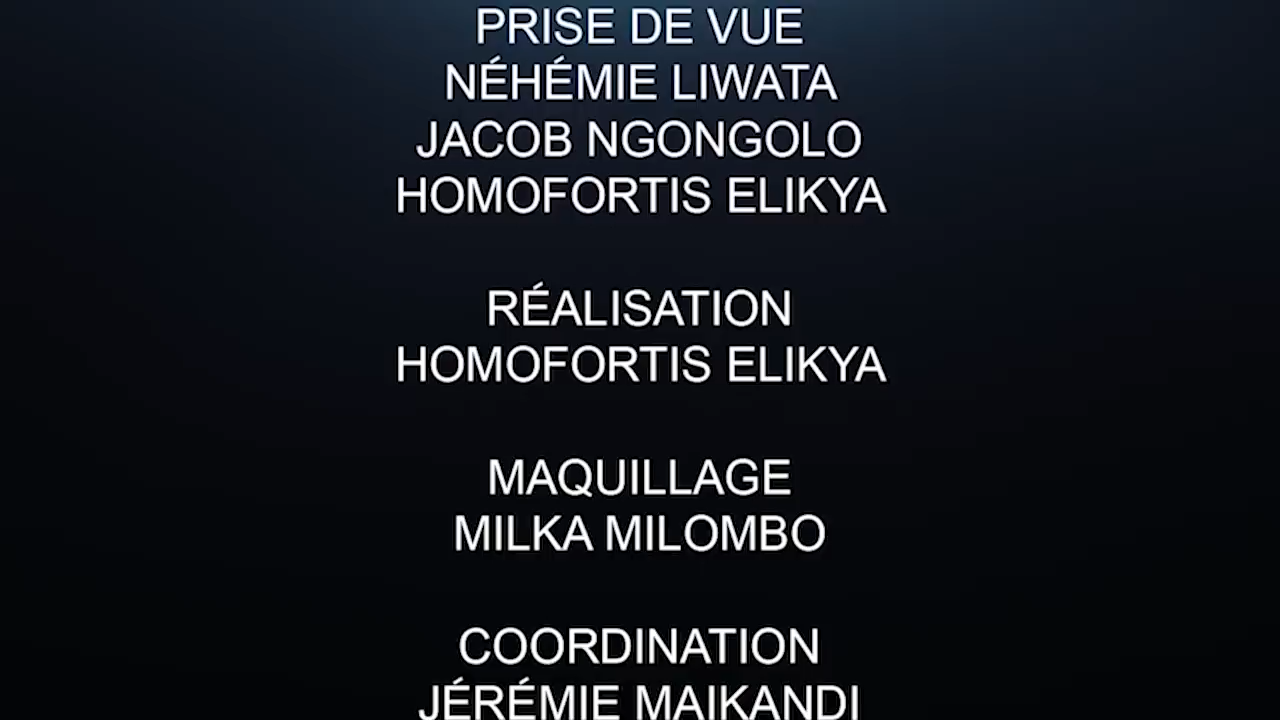 PRISE DE VUE
NÉHÉMIE LIWATA
JACOB NGONGOLO
HOMOFORTIS ELIKYA
RÉALISATION
HOMOFORTIS ELIKYA
MAQUILLAGE
MILKA MILOMBO
COORDINATION
JÉRÉMIE MAIKANDI